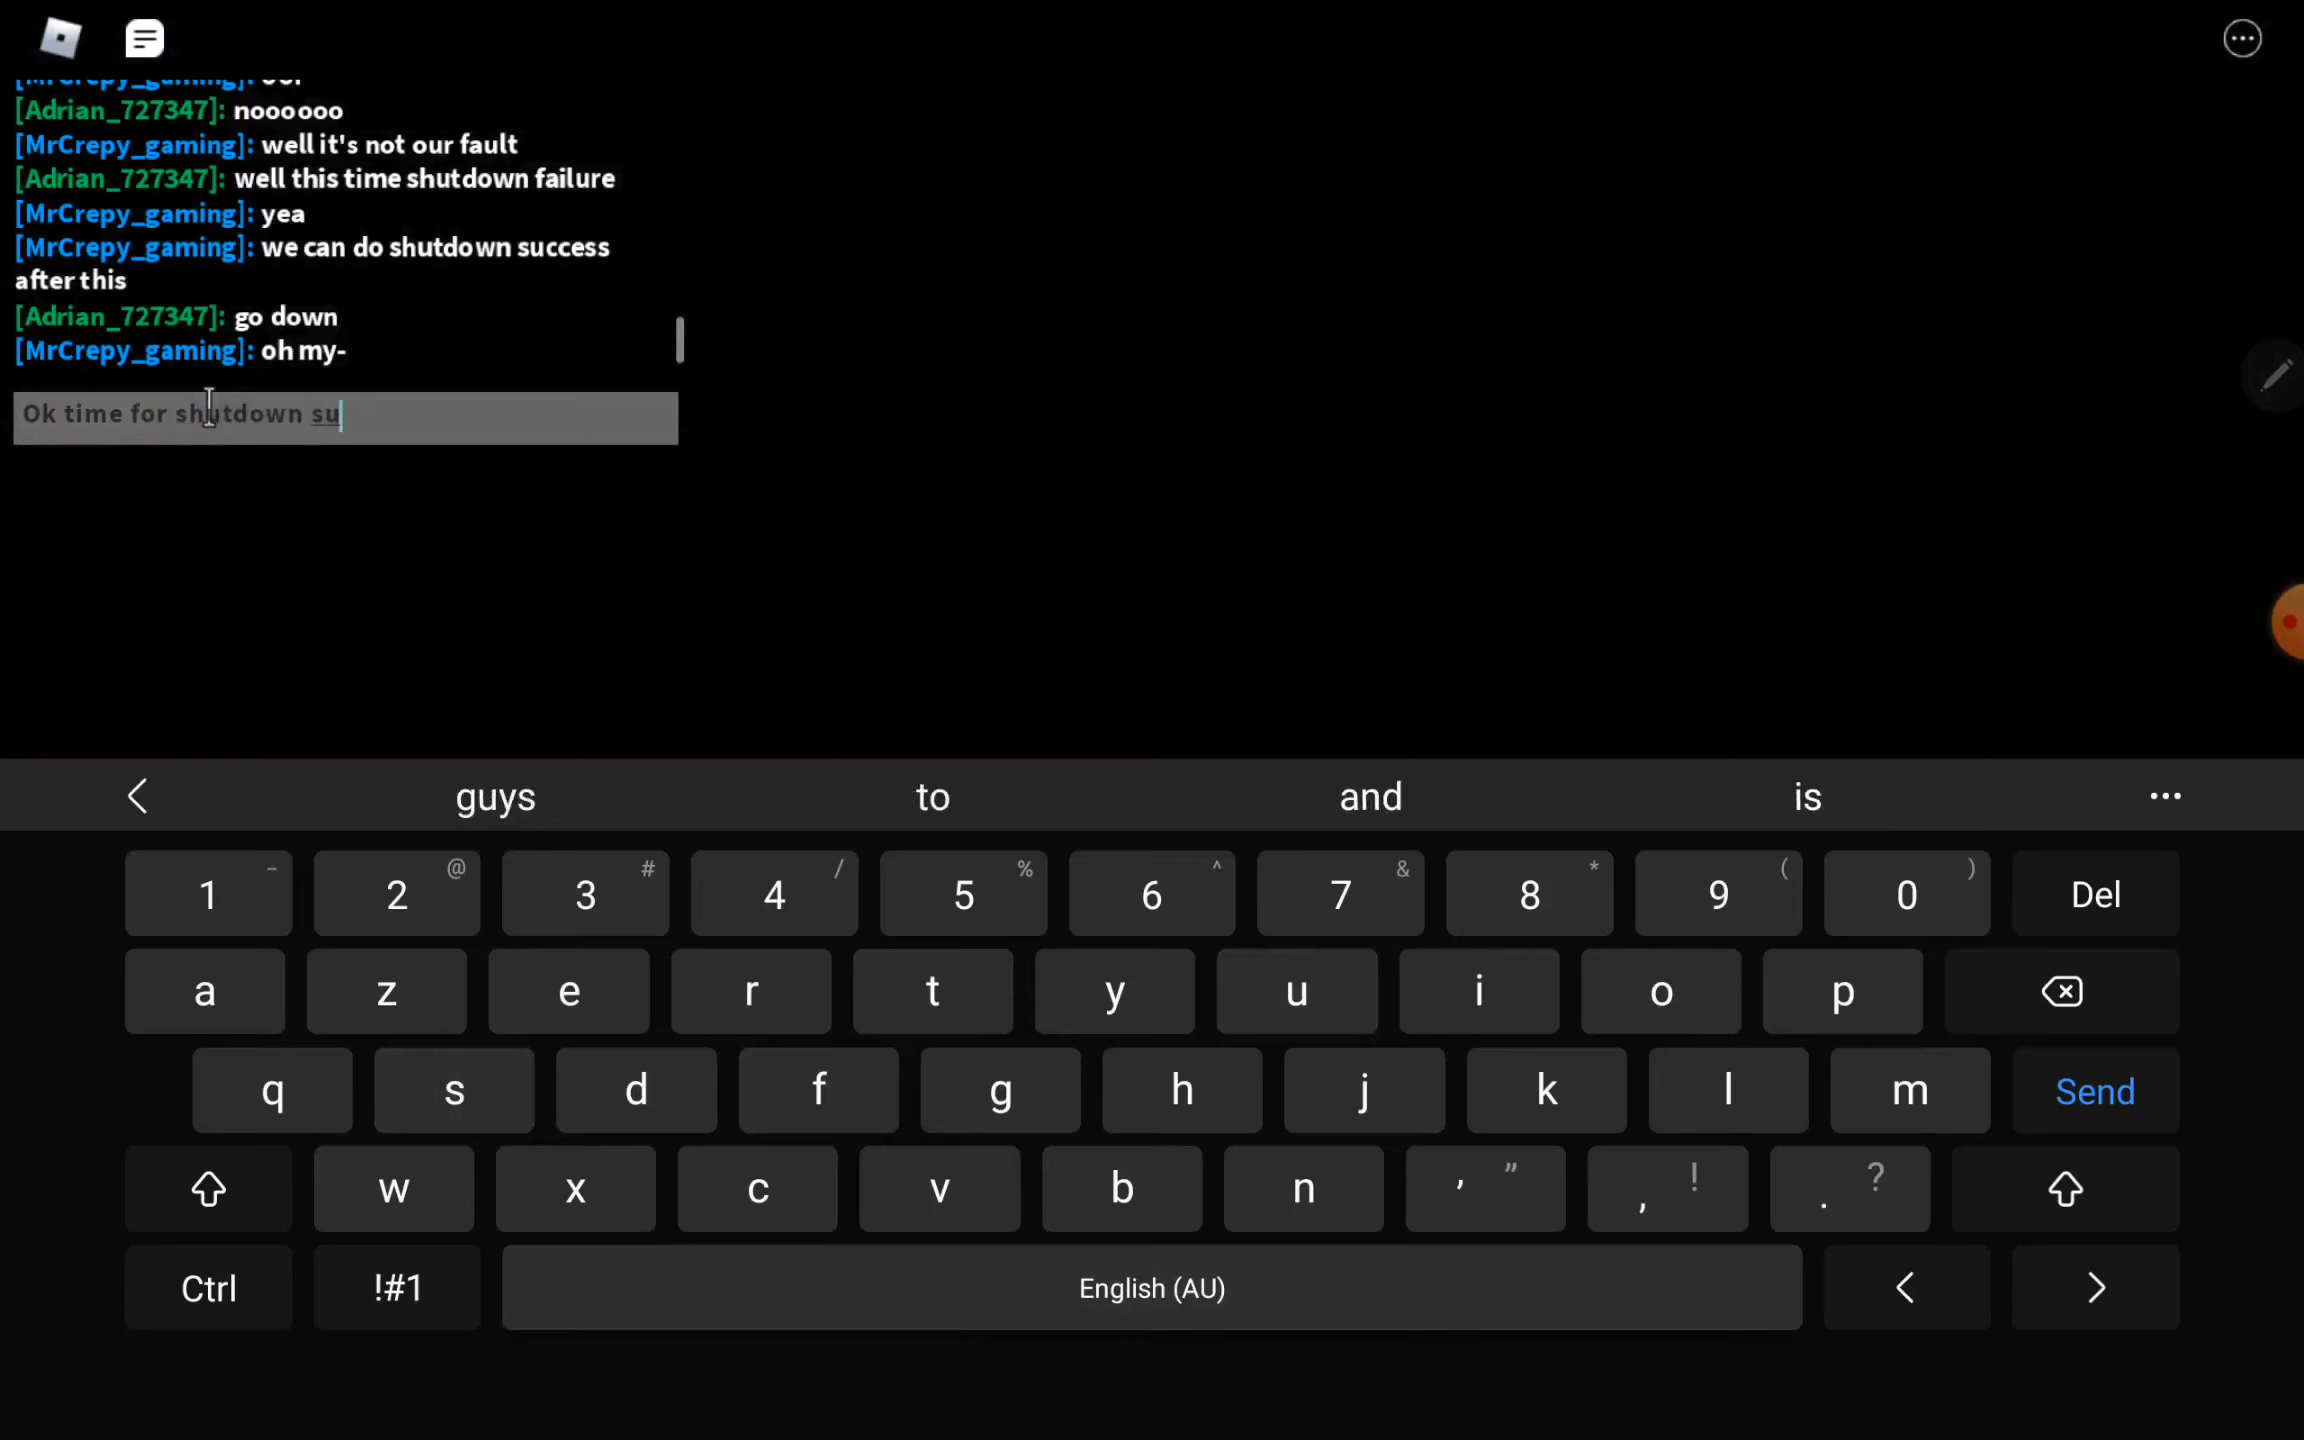 [MrCrepy_gaming]:
[Adrian_727347]: noooooo
[MrCrepy_gaming]: well it's not our fault
[Adrian_727347]: well this time shutdown failure
[MrCrepy_gaming]: yea
[MrCrepy_gaming]: we can do shutdown success
after this
[Adrian_727347]: go down
[MrCrepy_gaming]: oh my-
Ok time for shutdown su
guys to and is
1 - 2 @ 3 # 4 / 5 % 6 ^ 7 & 8 * 9 ( 0 ) Del
a z e r t y u i o p
q s d f g h j k l m Send
w x c v b n ' " , ! . ?
Ctrl !#1 English (AU) < >